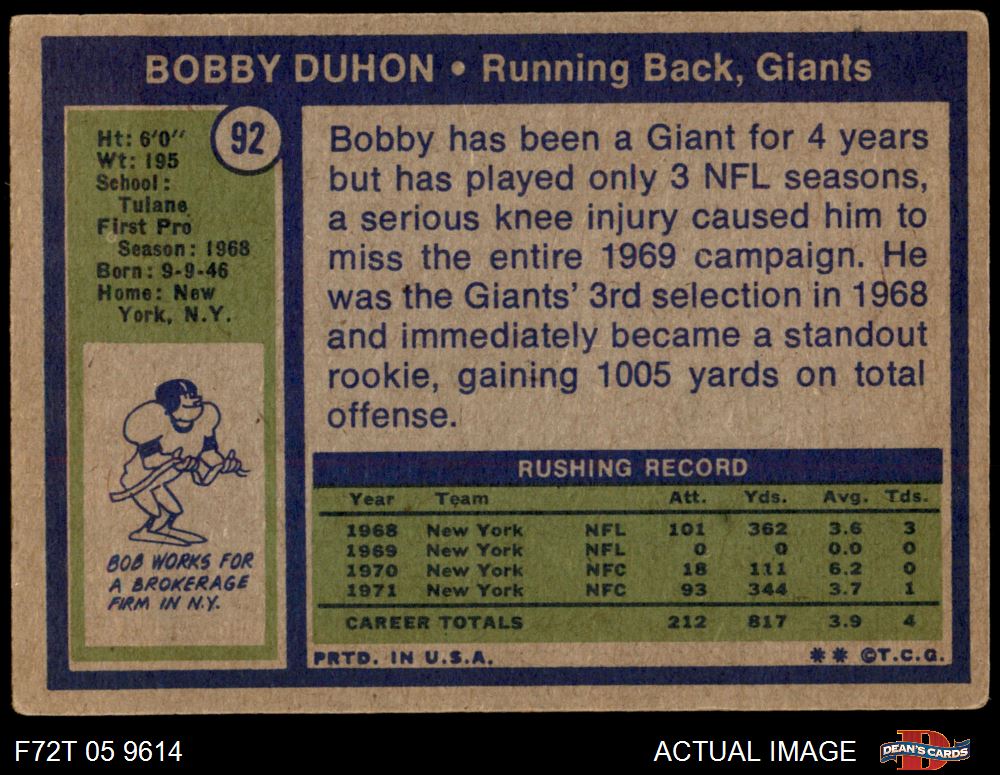 BOBBY DUHON • Running Back, Giants
92
Ht: 6'0"
Wt: 195
School:
Tulane
First Pro
Season: 1968
Born: 9-9-46
Home: New
York, N.Y.
BOB WORKS FOR
A BROKERAGE
FIRM IN N.Y.
Bobby has been a Giant for 4 years
but has played only 3 NFL seasons,
a serious knee injury caused him to
miss the entire 1969 campaign. He
was the Giants' 3rd selection in 1968
and immediately became a standout
rookie, gaining 1005 yards on total
offense.
RUSHING RECORD
Year Team Att. Yds. Avg. Tds.
1968 New York NFL 101 362 3.6 3
1969 New York NFL 0 0 0.0 0
1970 New York NFC 18 111 6.2 0
1971 New York NFC 93 344 3.7 1
CAREER TOTALS 212 817 3.9 4
PRTD. IN U.S.A. ** ©T.C.G.
F72T 05 9614 ACTUAL IMAGE DEAN'S CARDS